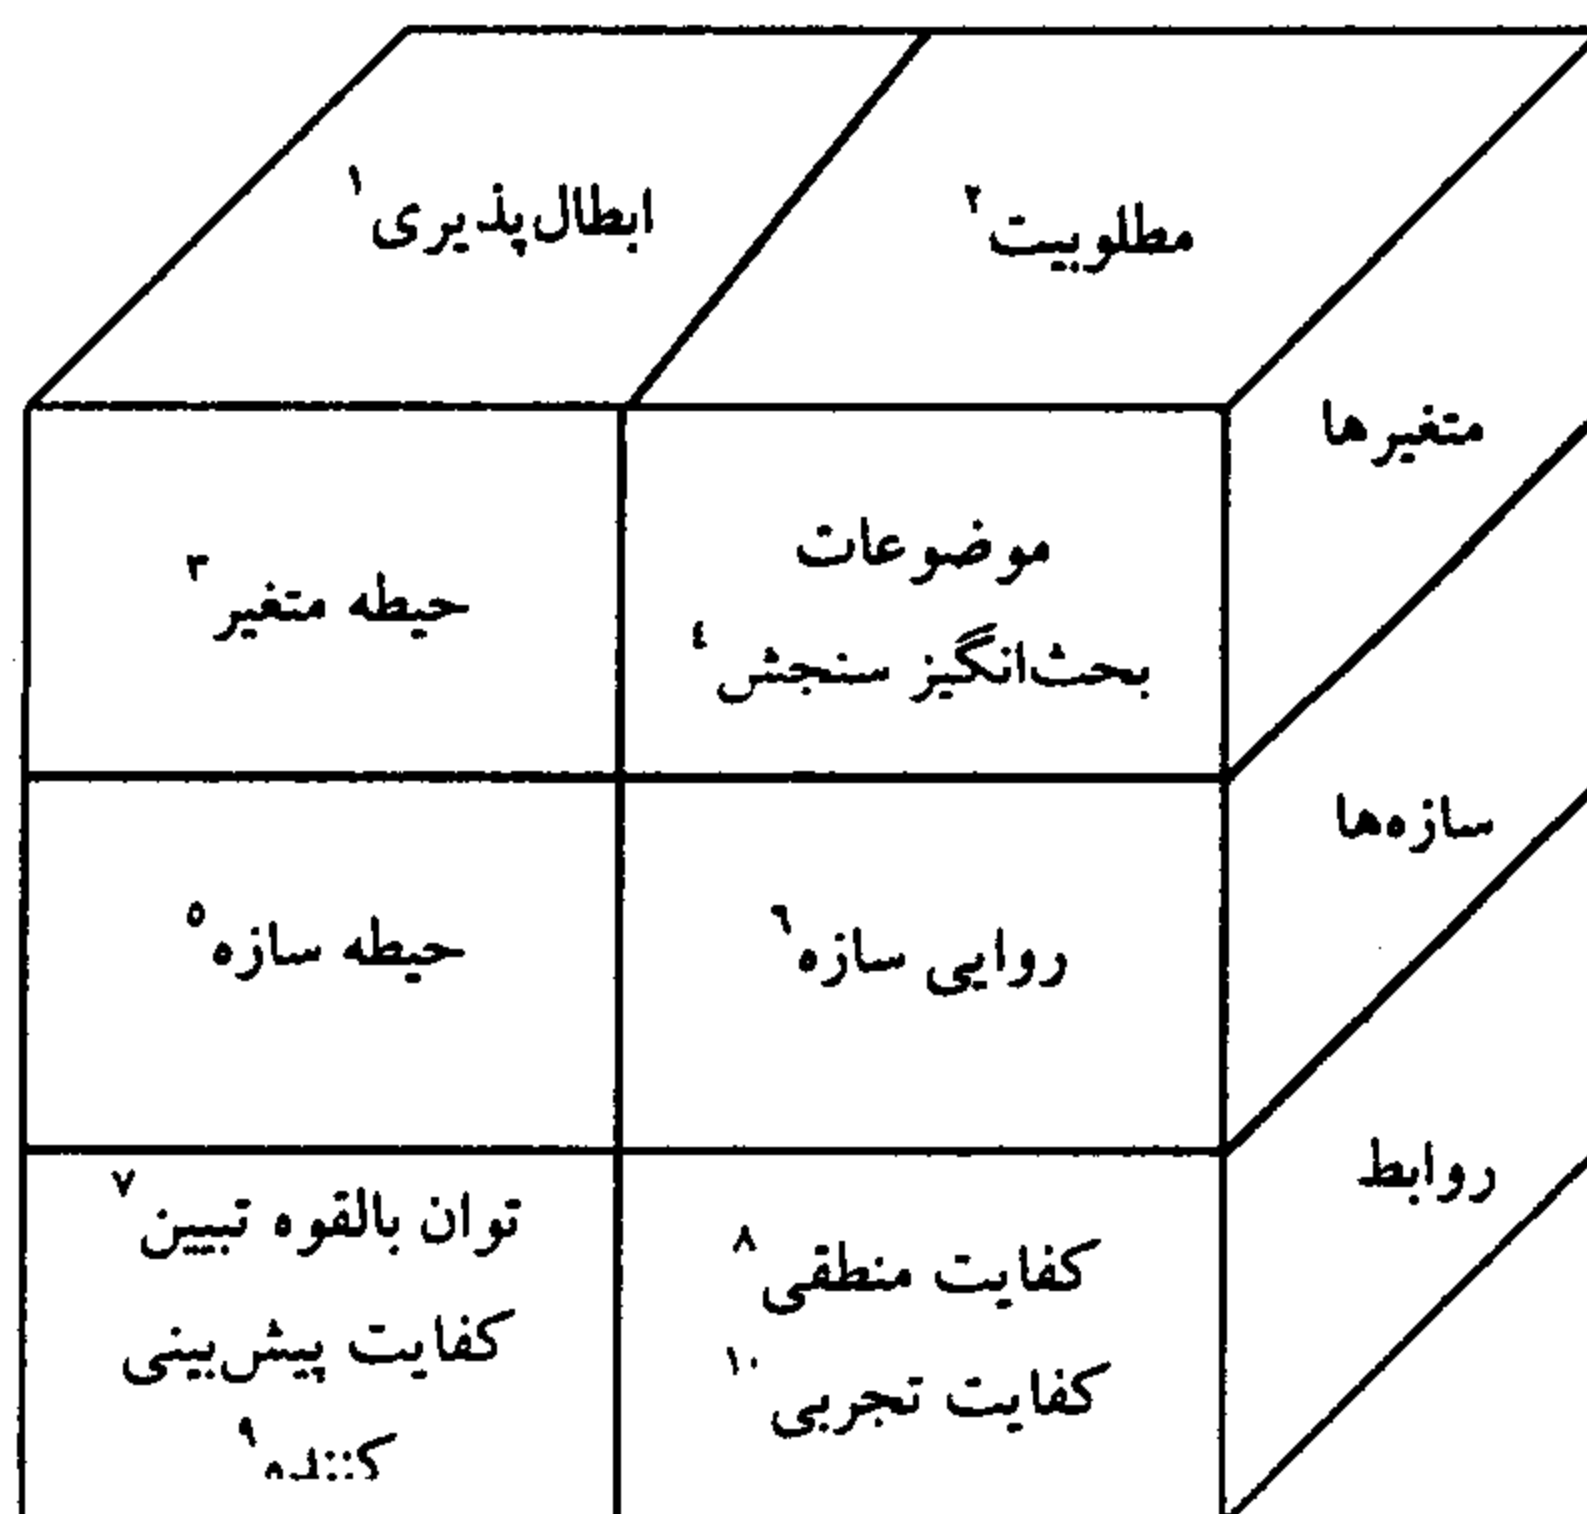 ابطال‌پذیری۱
مطلوبیت۲
متغیرها
حیطه متغیر۳
موضوعات
بحث‌انگیز سنجش۴
سازه‌ها
حیطه سازه۵
روایی سازه۶
روابط
توان بالقوه تبیین۷
کفایت پیش‌بینی
کننده۹
کفایت منطقی۸
کفایت تجربی۱۰